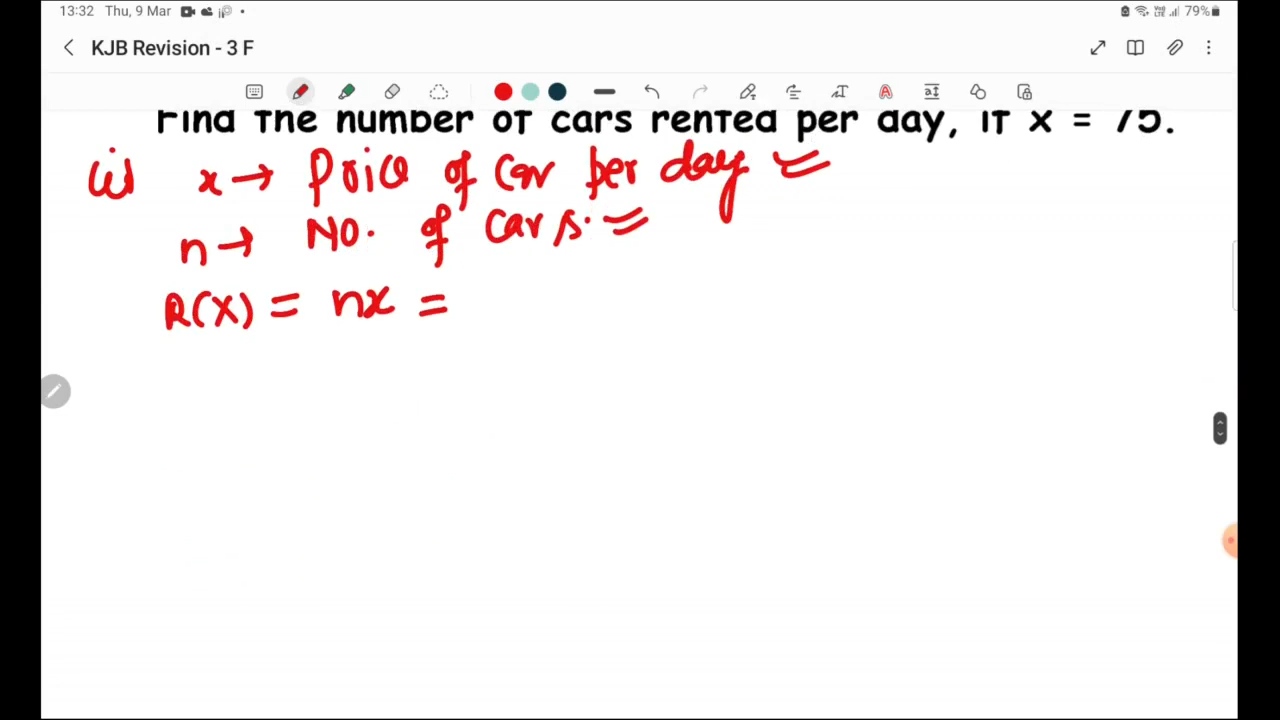 13:32 Thu, 9 Mar 79%
KJB Revision - 3 F
Find the number of cars rented per day, if x = 75.
(i) x → Price of Car per day
n → No. of cars.
R(X) = nx =